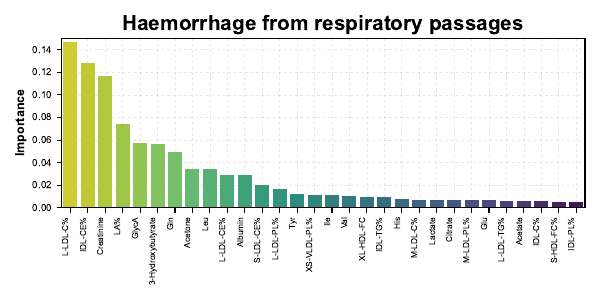 Haemorrhage from respiratory passages
Importance
0.14
0.12
0.10
0.08
0.06
0.04
0.02
0.00
L-LDL-C%
IDL-CE%
Creatinine
LA%
GlycA
3-Hydroxybutyrate
Gln
Acetone
Leu
L-LDL-CE%
Albumin
S-LDL-CE%
L-LDL-PL%
Tyr
XS-VLDL-PL%
Ile
Val
XL-HDL-FC
IDL-TG%
His
M-LDL-C%
Lactate
Citrate
M-LDL-PL%
Glu
L-LDL-TG%
Acetate
IDL-C%
S-HDL-FC%
IDL-PL%